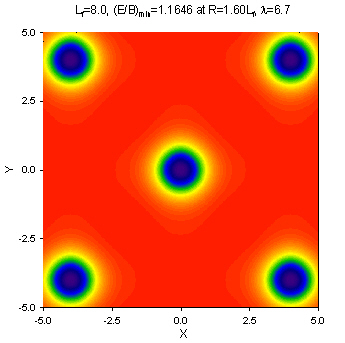 L_f=8.0, (E/B)_min=1.1646 at R=1.60L_f, λ=6.7
5.0
2.5
Y 0.0
-2.5
-5.0
-5.0 -2.5 0.0 2.5 5.0
X